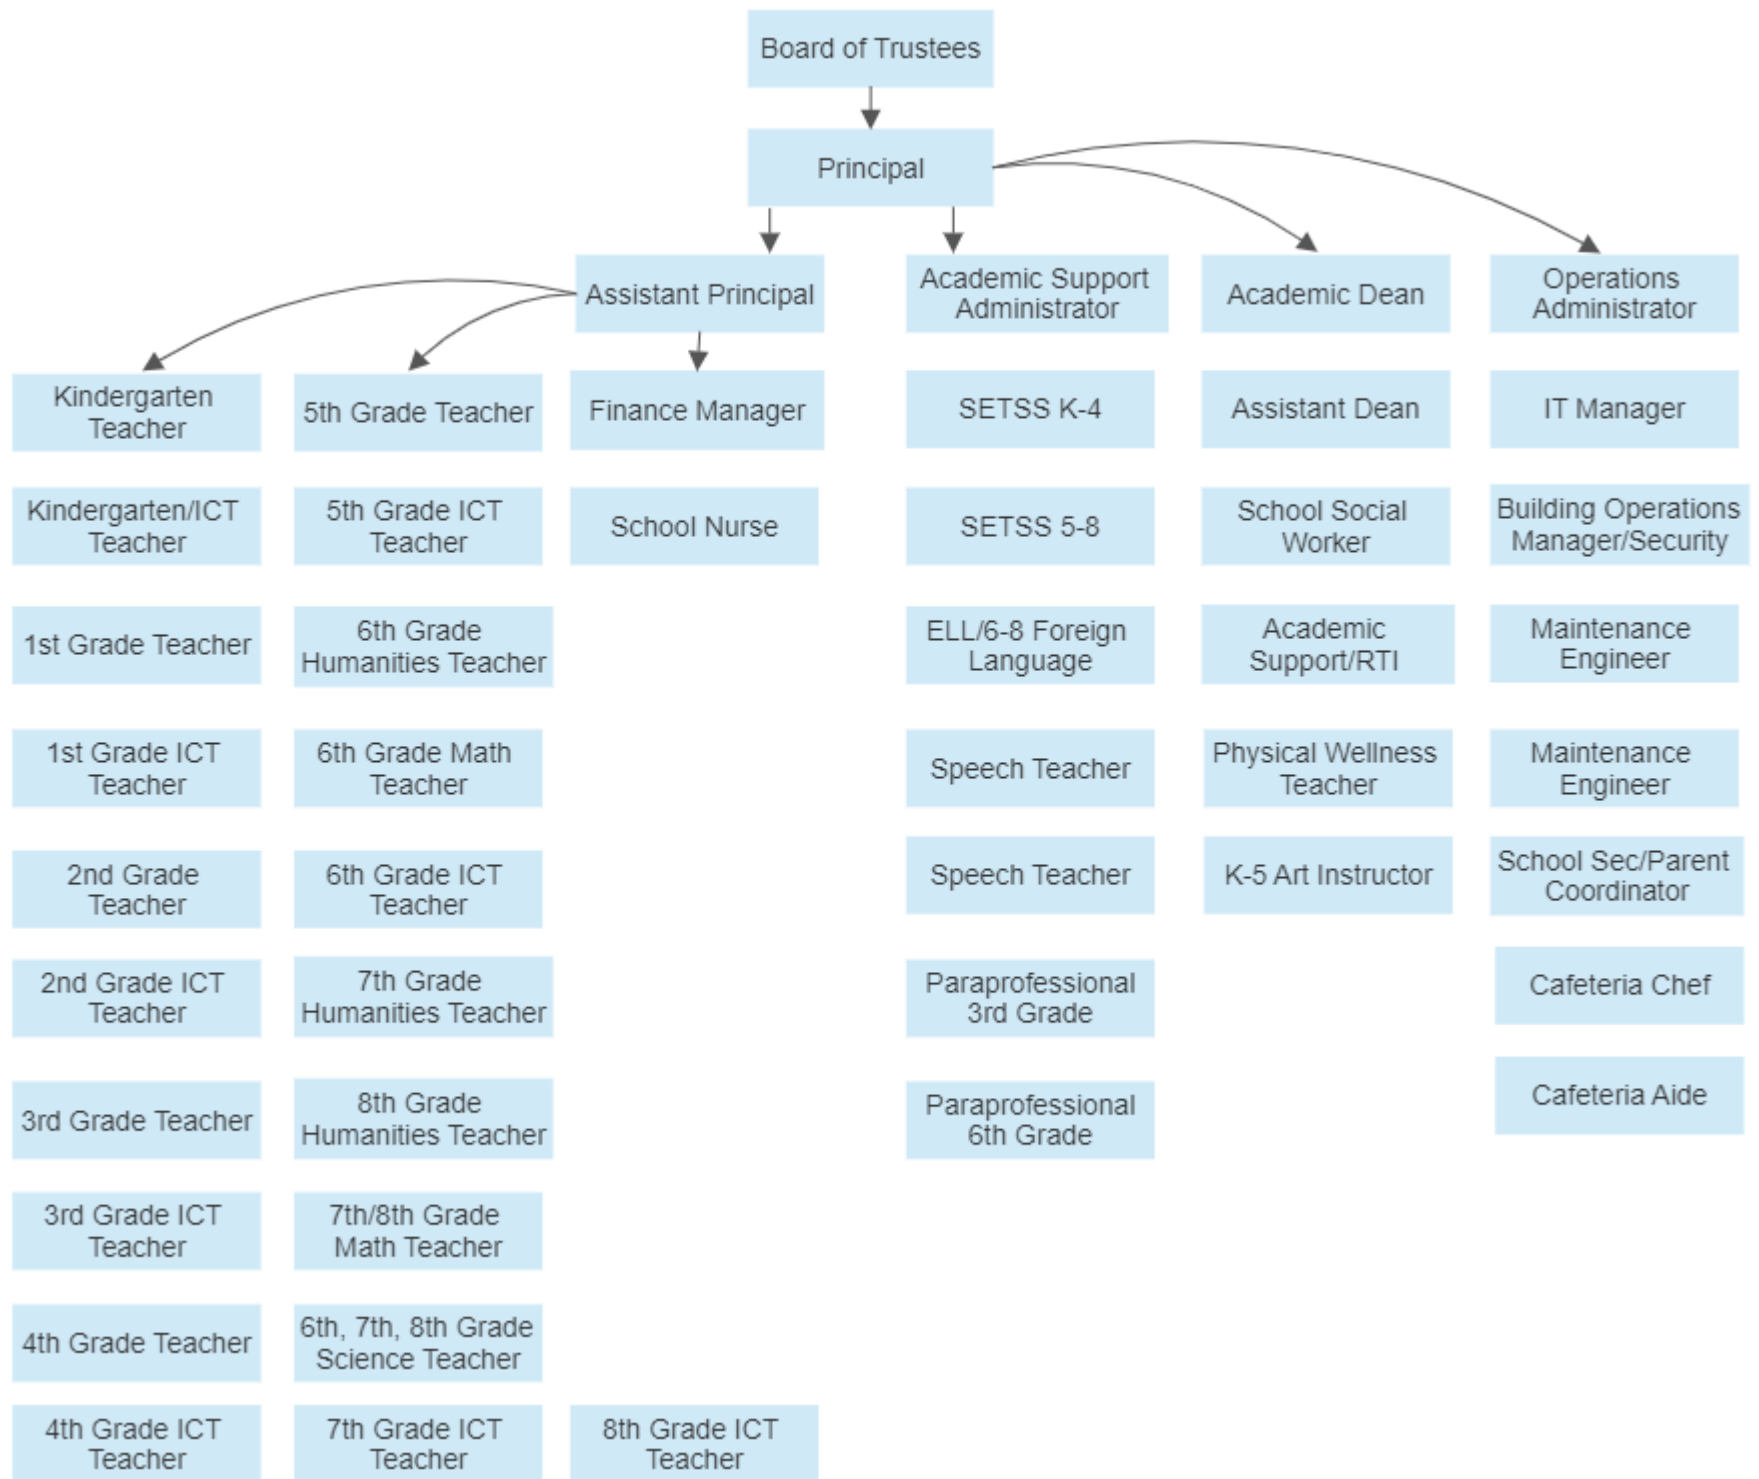 Board of Trustees
Principal
Assistant Principal
Academic Support
Administrator
Academic Dean
Operations
Administrator
Kindergarten
Teacher
5th Grade Teacher
Finance Manager
SETSS K-4
Assistant Dean
IT Manager
Kindergarten/ICT
Teacher
5th Grade ICT
Teacher
School Nurse
SETSS 5-8
School Social
Worker
Building Operations
Manager/Security
1st Grade Teacher
6th Grade
Humanities Teacher
ELL/6-8 Foreign
Language
Academic
Support/RTI
Maintenance
Engineer
1st Grade ICT
Teacher
6th Grade Math
Teacher
Speech Teacher
Physical Wellness
Teacher
Maintenance
Engineer
2nd Grade
Teacher
6th Grade ICT
Teacher
Speech Teacher
K-5 Art Instructor
School Sec/Parent
Coordinator
2nd Grade ICT
Teacher
7th Grade
Humanities Teacher
Paraprofessional
3rd Grade
Cafeteria Chef
3rd Grade Teacher
8th Grade
Humanities Teacher
Paraprofessional
6th Grade
Cafeteria Aide
3rd Grade ICT
Teacher
7th/8th Grade
Math Teacher
4th Grade Teacher
6th, 7th, 8th Grade
Science Teacher
4th Grade ICT
Teacher
7th Grade ICT
Teacher
8th Grade ICT
Teacher